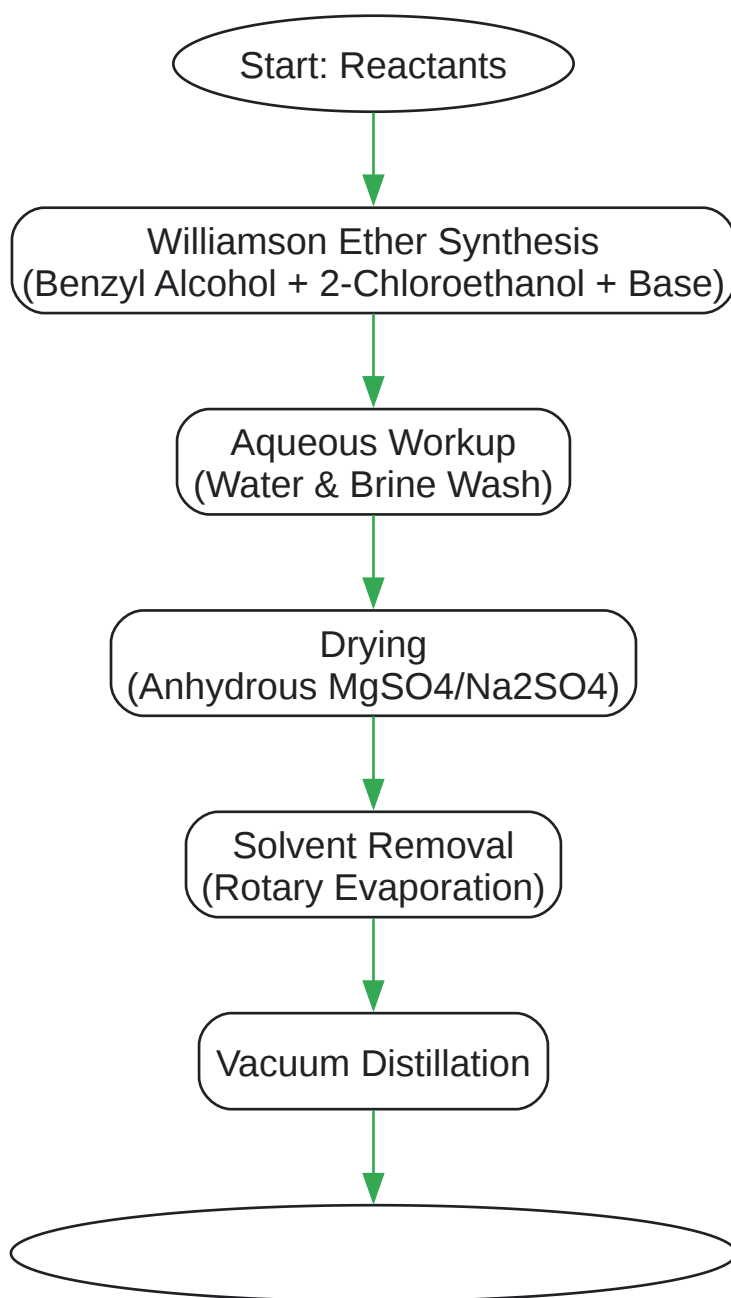 Start: Reactants
Williamson Ether Synthesis
(Benzyl Alcohol + 2-Chloroethanol + Base)
Aqueous Workup
(Water & Brine Wash)
Drying
(Anhydrous MgSO4/Na2SO4)
Solvent Removal
(Rotary Evaporation)
Vacuum Distillation